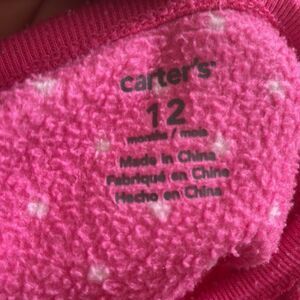 carter's
12
months / mois
Made in China
Fabriqué en Chine
Hecho en China